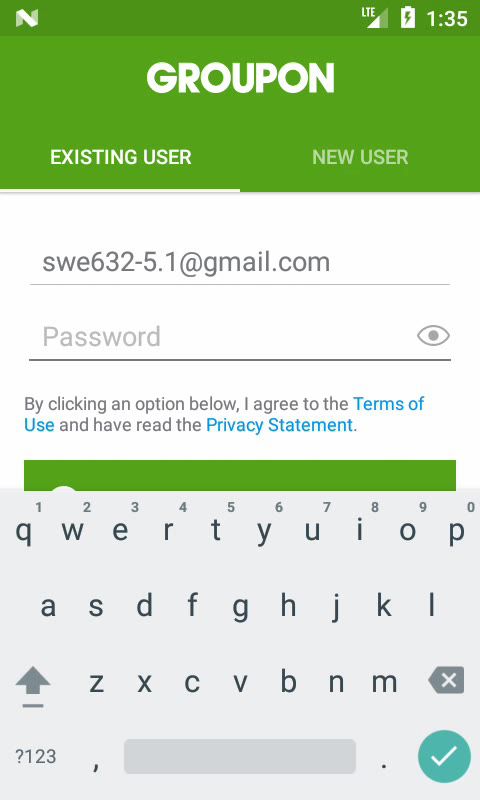 LTE 1:35
GROUPON
EXISTING USER NEW USER
swe632-5.1@gmail.com
Password
By clicking an option below, I agree to the Terms of
Use and have read the Privacy Statement.
1 2 3 4 5 6 7 8 9 0
q w e r t y u i o p
a s d f g h j k l
z x c v b n m
?123 , .